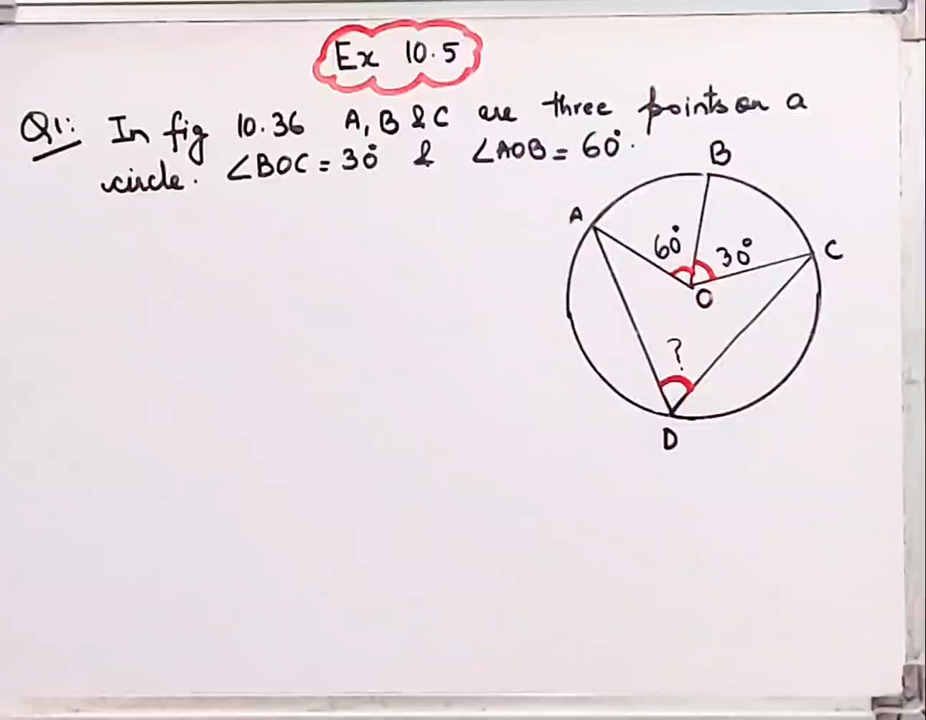 Ex 10.5
Q1: In fig 10.36 A, B & C are three points on a
circle. ∠BOC = 30° & ∠AOB = 60°.
B
A
C
60°
30°
O
?
D